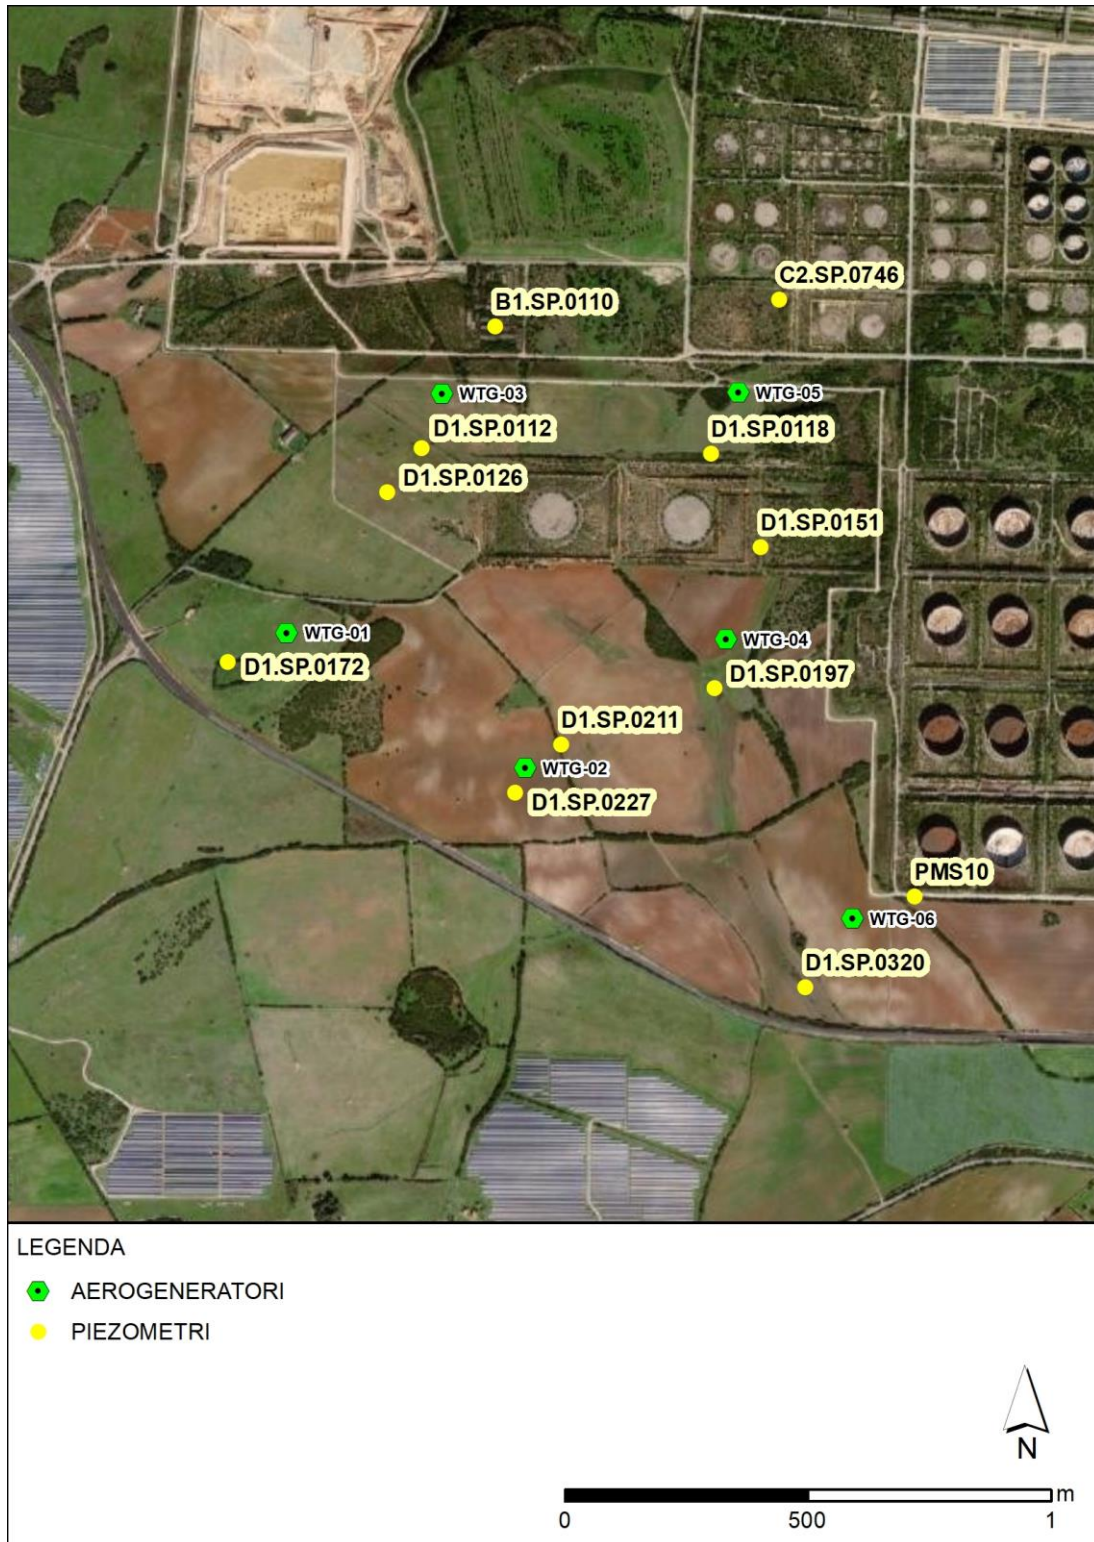 C2.SP.0746
B1.SP.0110
WTG-03
WTG-05
D1.SP.0112
D1.SP.0118
D1.SP.0126
D1.SP.0151
WTG-01
WTG-04
D1.SP.0172
D1.SP.0197
D1.SP.0211
WTG-02
D1.SP.0227
PMS10
WTG-06
D1.SP.0320
LEGENDA
AEROGENERATORI
PIEZOMETRI
N
m
0 500 1